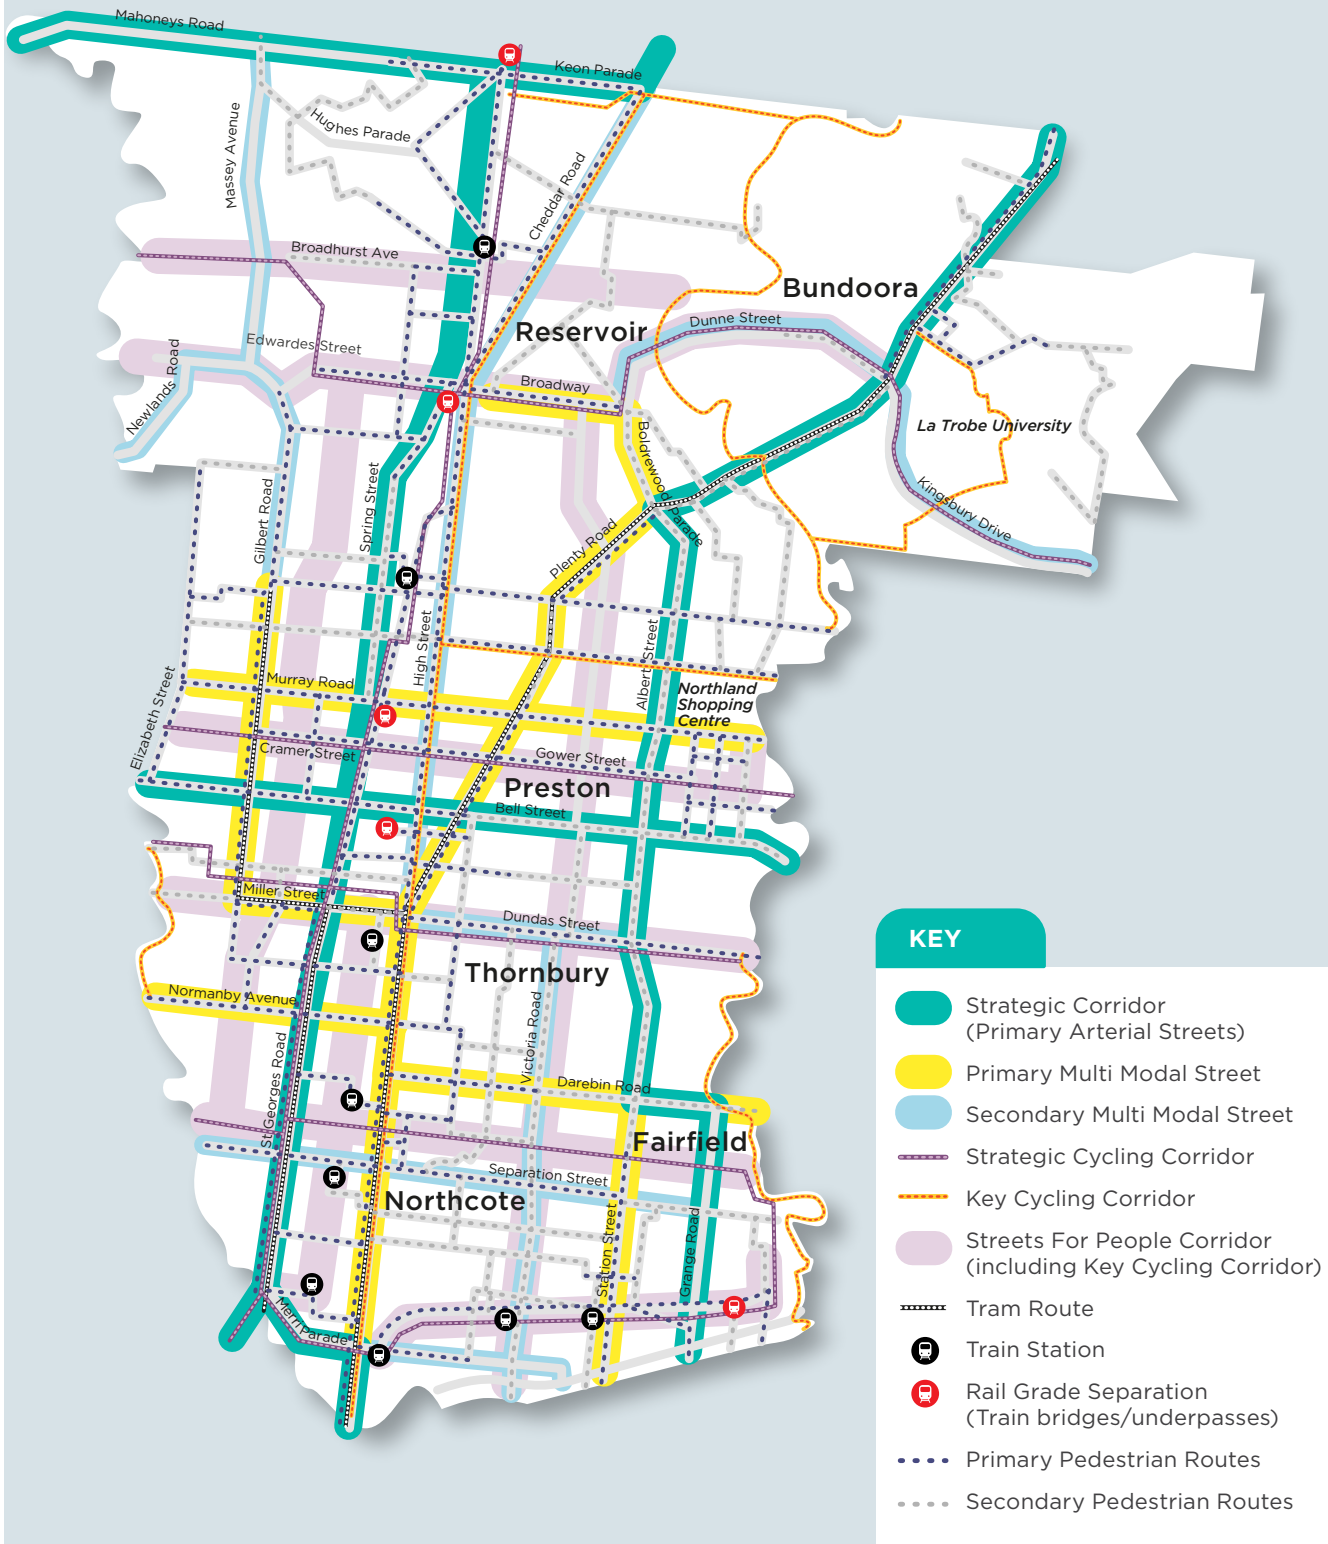 Mahoneys Road
Keon Parade
Massey Avenue
Hughes Parade
Cheddar Road
Broadhurst Ave
Bundoora
Reservoir
Dunne Street
Edwardes Street
Newlands Road
Broadway
Boldrewood Parade
La Trobe University
Kingsbury Drive
Gilbert Road
Spring Street
Plenty Road
High Street
Albert Street
Murray Road
Northland
Shopping
Centre
Elizabeth Street
Cramer Street
Gower Street
Preston
Bell Street
Miller Street
Dundas Street
Thornbury
Normanby Avenue
Victoria Road
St Georges Road
Darebin Road
Fairfield
Separation Street
Northcote
Station Street
Grange Road
Merri Parade
KEY
Strategic Corridor
(Primary Arterial Streets)
Primary Multi Modal Street
Secondary Multi Modal Street
Strategic Cycling Corridor
Key Cycling Corridor
Streets For People Corridor
(including Key Cycling Corridor)
Tram Route
Train Station
Rail Grade Separation
(Train bridges/underpasses)
Primary Pedestrian Routes
Secondary Pedestrian Routes